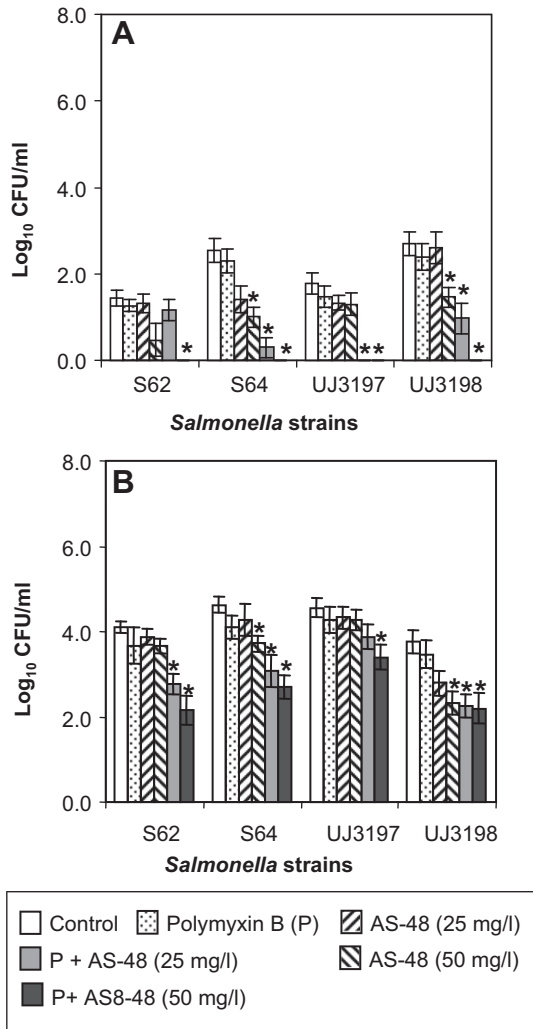 A
8.0
6.0
4.0
2.0
0.0
Log10 CFU/ml
* * * * ** * * *
S62 S64 UJ3197 UJ3198
Salmonella strains
B
8.0
6.0
4.0
2.0
0.0
Log10 CFU/ml
* * * * * * * * *
S62 S64 UJ3197 UJ3198
Salmonella strains
Control Polymyxin B (P) AS-48 (25 mg/l)
P + AS-48 (25 mg/l) AS-48 (50 mg/l)
P+ AS8-48 (50 mg/l)